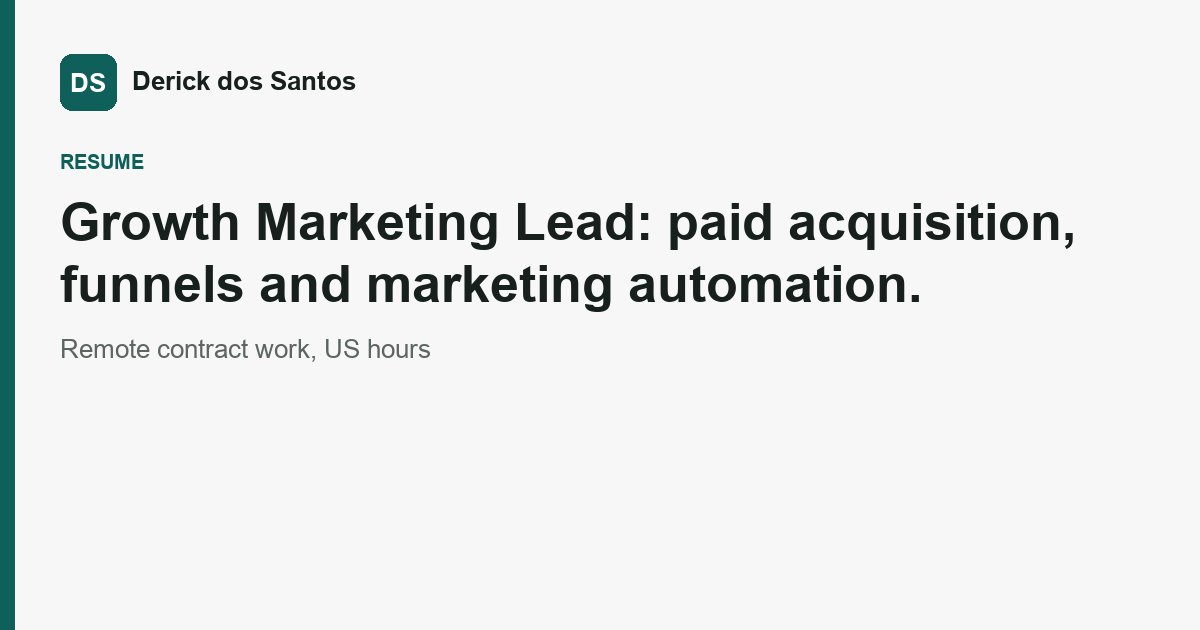 DS
Derick dos Santos
RESUME
Growth Marketing Lead: paid acquisition,
funnels and marketing automation.
Remote contract work, US hours